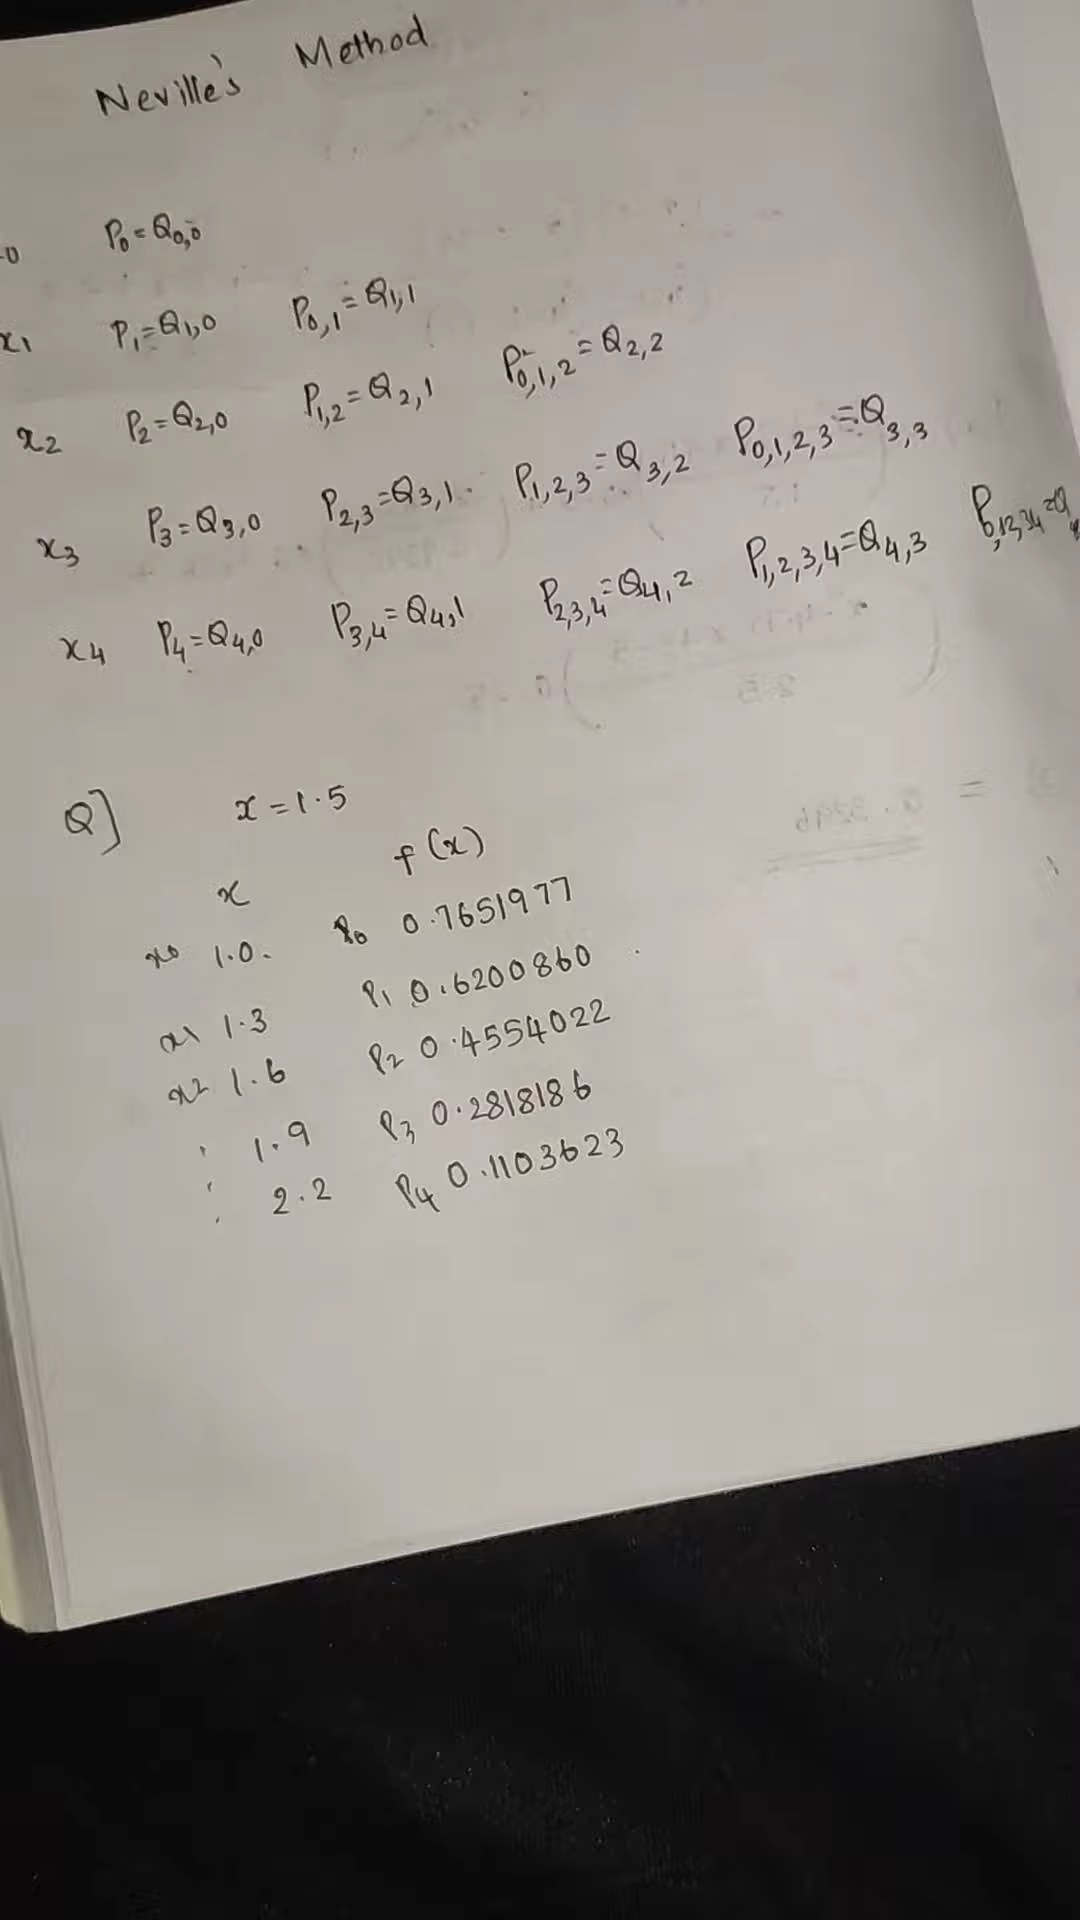 Neville's Method
P0 = Q0,0
x1 P1=Q1,0 P0,1=Q1,1
x2 P2=Q2,0 P1,2=Q2,1 P0,1,2=Q2,2
x3 P3=Q3,0 P2,3=Q3,1 P1,2,3=Q3,2 P0,1,2,3=Q3,3
x4 P4=Q4,0 P3,4=Q4,1 P2,3,4=Q4,2 P1,2,3,4=Q4,3
Q] x = 1.5
x f(x)
x0 1.0 P0 0.7651977
x1 1.3 P1 0.6200860
x2 1.6 P2 0.4554022
1.9 P3 0.2818186
2.2 P4 0.1103623